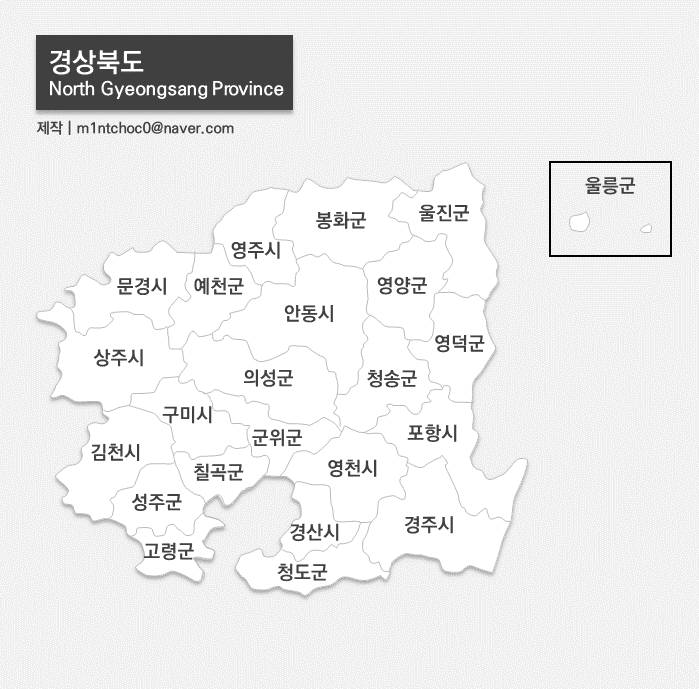 경상북도
North Gyeongsang Province
제작 | m1ntchoc0@naver.com
울릉군
봉화군
울진군
영주시
문경시
예천군
영양군
안동시
영덕군
상주시
의성군
청송군
구미시
군위군
포항시
김천시
칠곡군
영천시
성주군
경산시
경주시
고령군
청도군